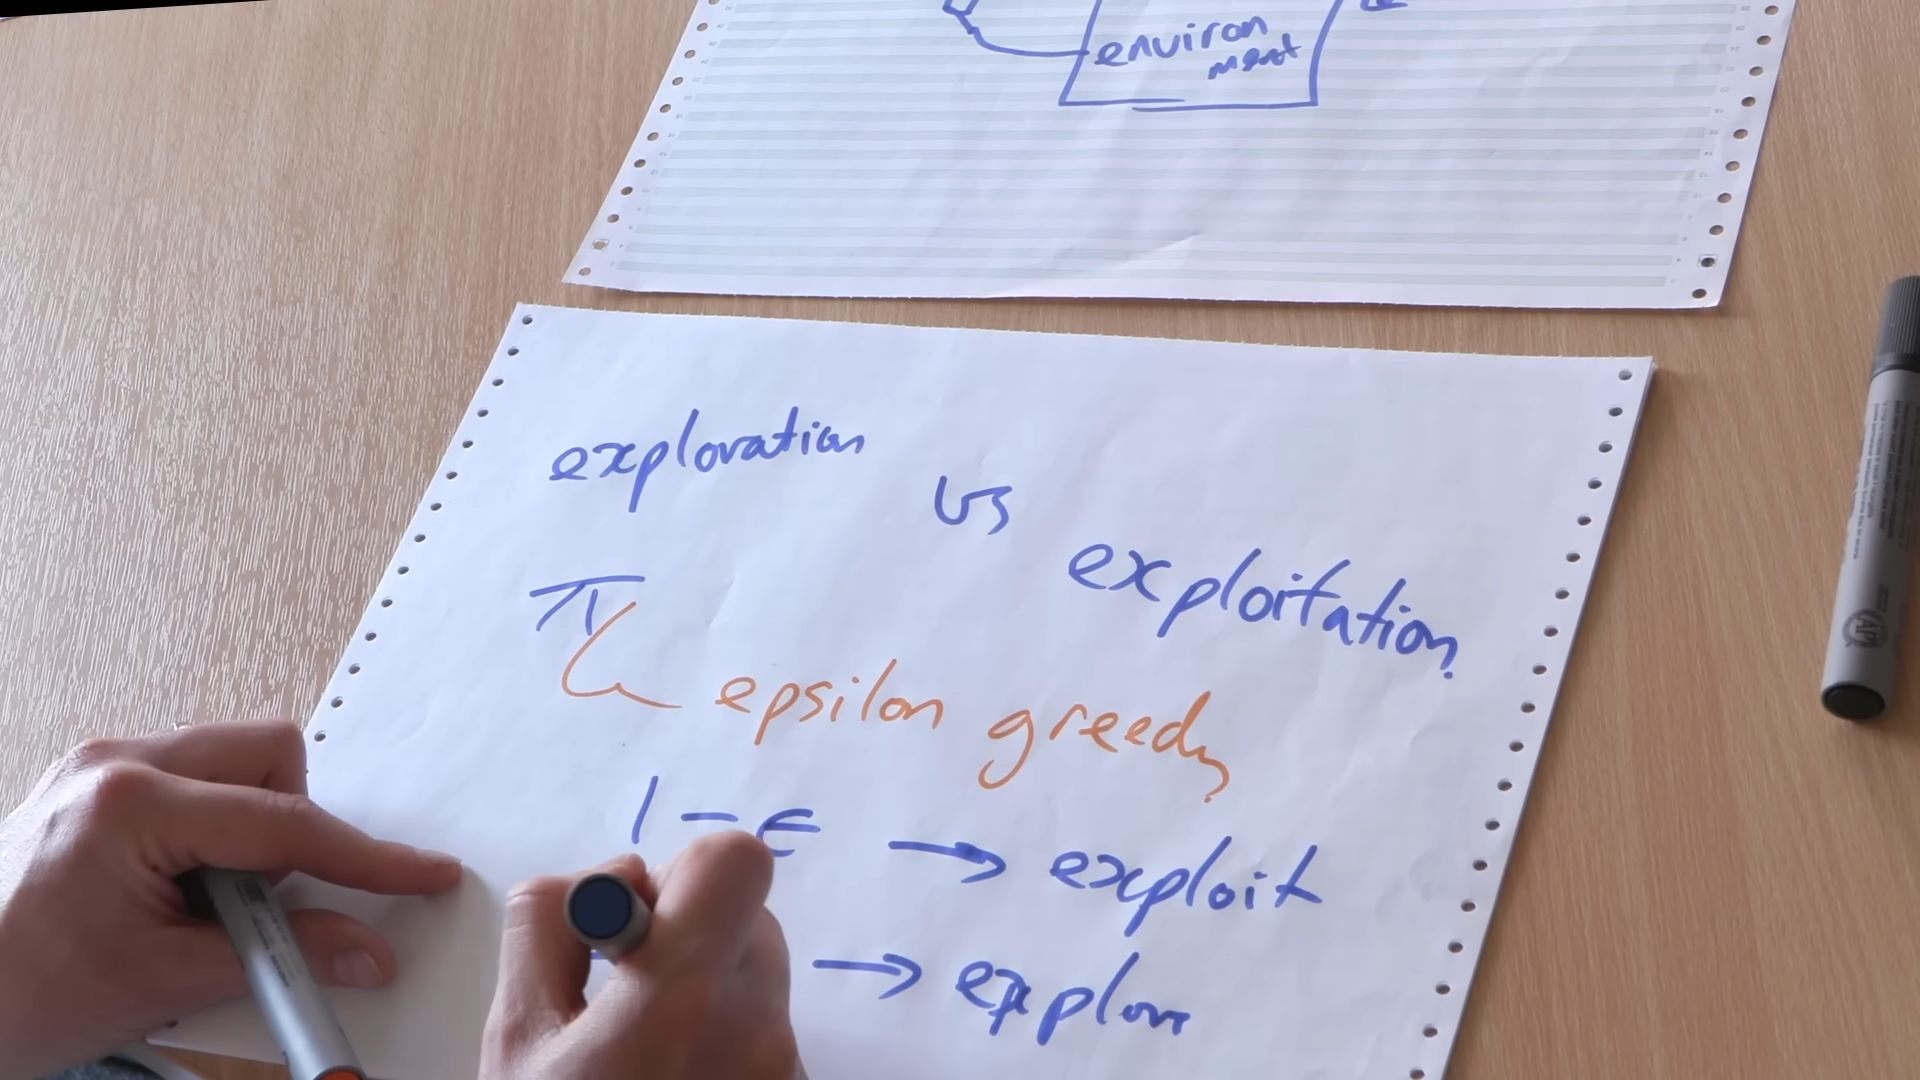 environ
ment
exploration
vs
exploitation
π
epsilon greedy
1 - ϵ → exploit
→ explore